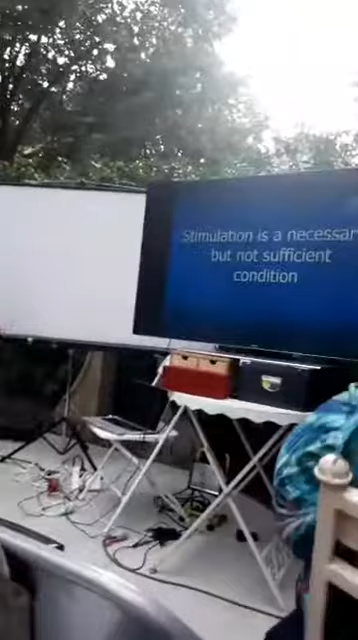 Stimulation is a necessar
but not sufficient
condition